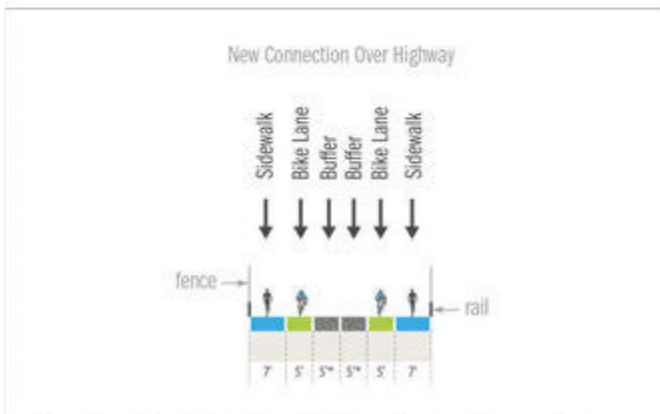 New Connection Over Highway
Sidewalk
Bike Lane
Buffer
Buffer
Bike Lane
Sidewalk
fence
rail
7' 5' 5'* 5'* 5' 7'